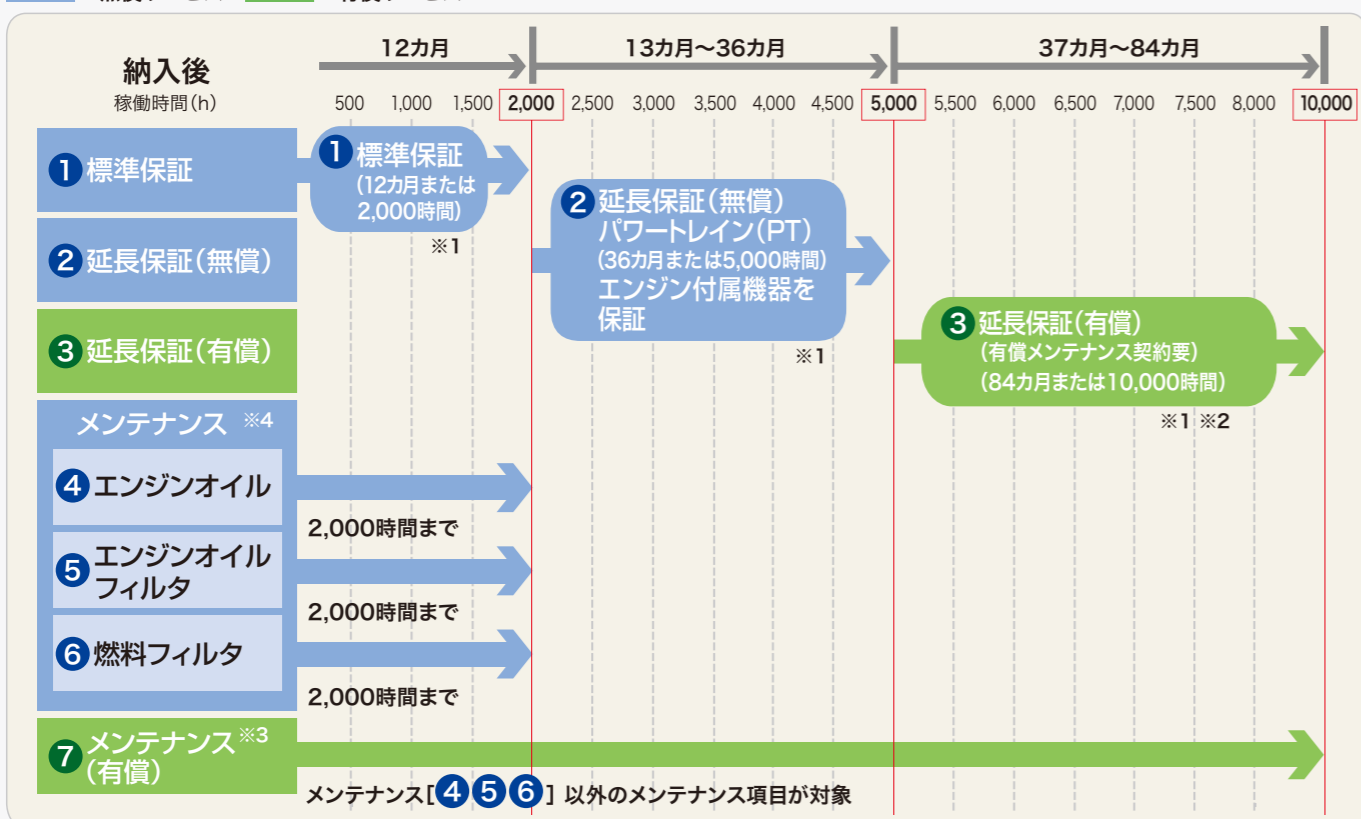 12カ月 13カ月～36カ月 37カ月～84カ月
納入後
稼働時間(h) 500 1,000 1,500 2,000 2,500 3,000 3,500 4,000 4,500 5,000 5,500 6,000 6,500 7,000 7,500 8,000 10,000
1 標準保証
1 標準保証
(12カ月または
2,000時間)
※1
2 延長保証(無償)
2 延長保証(無償)
パワートレイン(PT)
(36カ月または5,000時間)
エンジン付属機器を
保証
※1
3 延長保証(有償)
3 延長保証(有償)
(有償メンテナンス契約要)
(84カ月または10,000時間)
※1 ※2
メンテナンス ※4
4 エンジンオイル
2,000時間まで
5 エンジンオイル
フィルタ
2,000時間まで
6 燃料フィルタ
2,000時間まで
7 メンテナンス※3
(有償)
メンテナンス[4 5 6] 以外のメンテナンス項目が対象